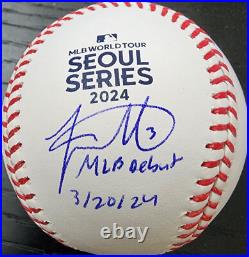 MLB WORLD TOUR
SEOUL
SERIES
2024
3
MLB Debut
3/20/24